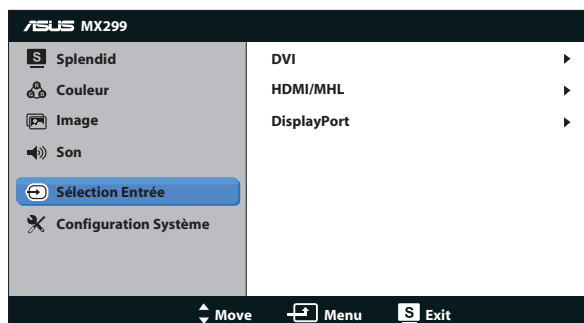 ASUS MX299
S Splendid
Couleur
Image
Son
Sélection Entrée
Configuration Système
DVI
HDMI/MHL
DisplayPort
Move Menu S Exit